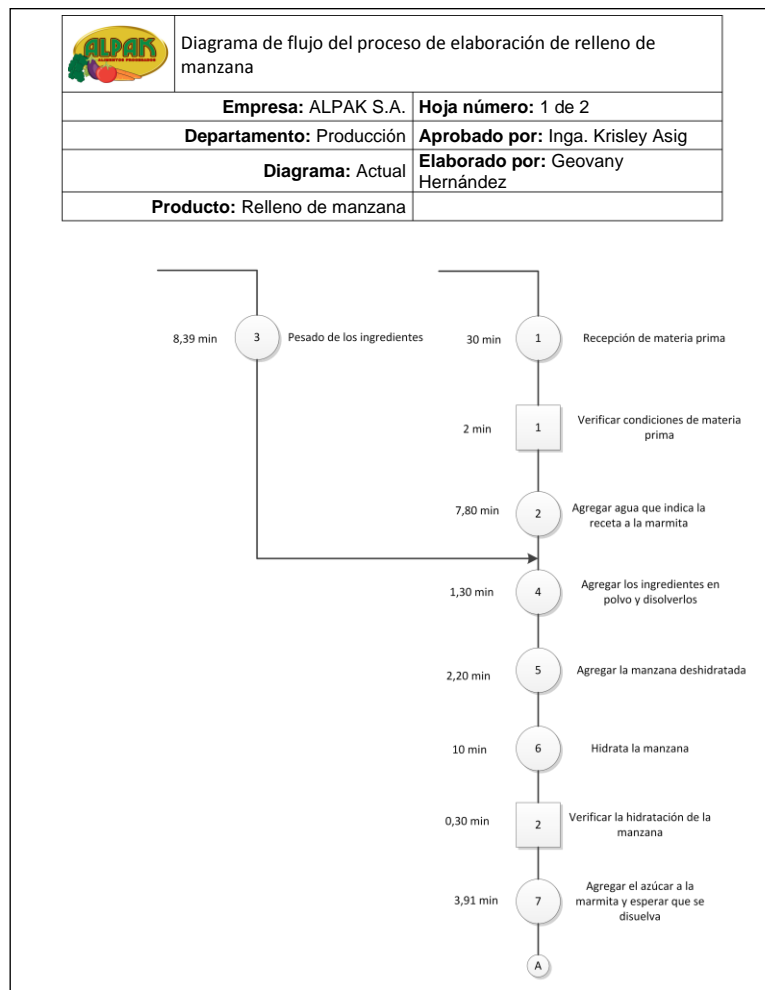 ALPAK
ALIMENTOS PROCESADOS
Diagrama de flujo del proceso de elaboración de relleno de
manzana
Empresa: ALPAK S.A.
Hoja número: 1 de 2
Departamento: Producción
Aprobado por: Inga. Krisley Asig
Diagrama: Actual
Elaborado por: Geovany
Hernández
Producto: Relleno de manzana
8,39 min
3
Pesado de los ingredientes
30 min
1
Recepción de materia prima
2 min
1
Verificar condiciones de materia
prima
7,80 min
2
Agregar agua que indica la
receta a la marmita
1,30 min
4
Agregar los ingredientes en
polvo y disolverlos
2,20 min
5
Agregar la manzana deshidratada
10 min
6
Hidrata la manzana
0,30 min
2
Verificar la hidratación de la
manzana
3,91 min
7
Agregar el azúcar a la
marmita y esperar que se
disuelva
A